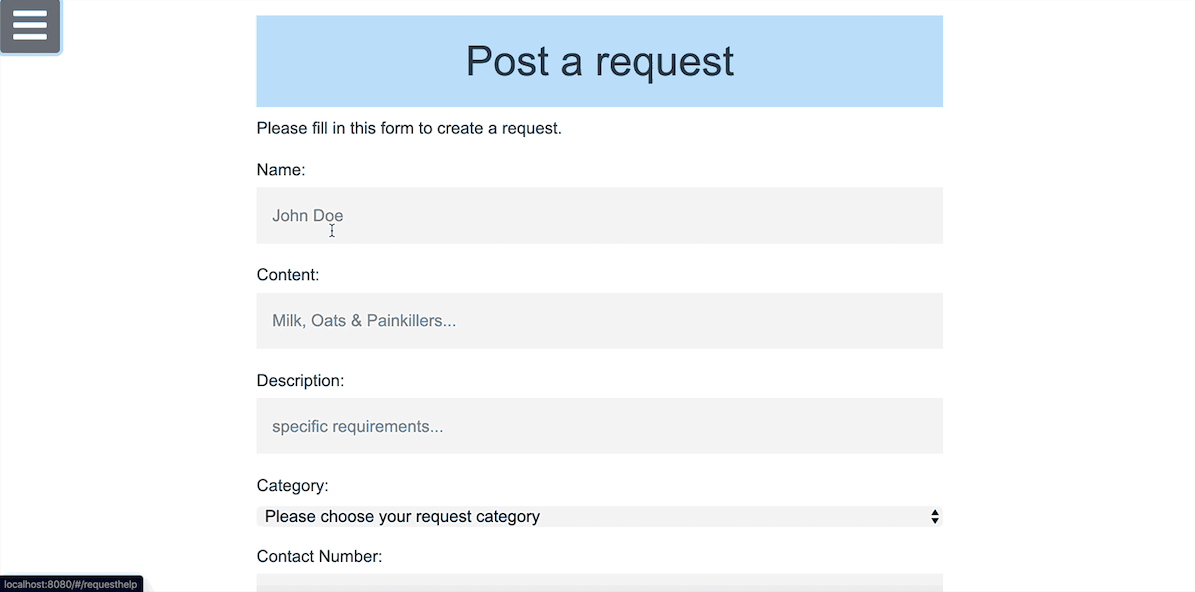 Post a request
Please fill in this form to create a request.
Name:
John Doe
Content:
Milk, Oats & Painkillers...
Description:
specific requirements...
Category:
Please choose your request category
Contact Number:
localhost:8080/#/requesthelp